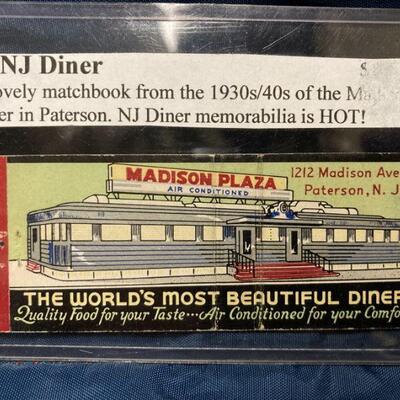 NJ Diner $
ovely matchbook from the 1930s/40s of the
er in Paterson. NJ Diner memorabilia is HOT!
MADISON PLAZA
AIR CONDITIONED
1212 Madison Ave
Paterson, N. J
THE WORLD'S MOST BEAUTIFUL DINER
Quality Food for your Taste...Air Conditioned for your Comfo